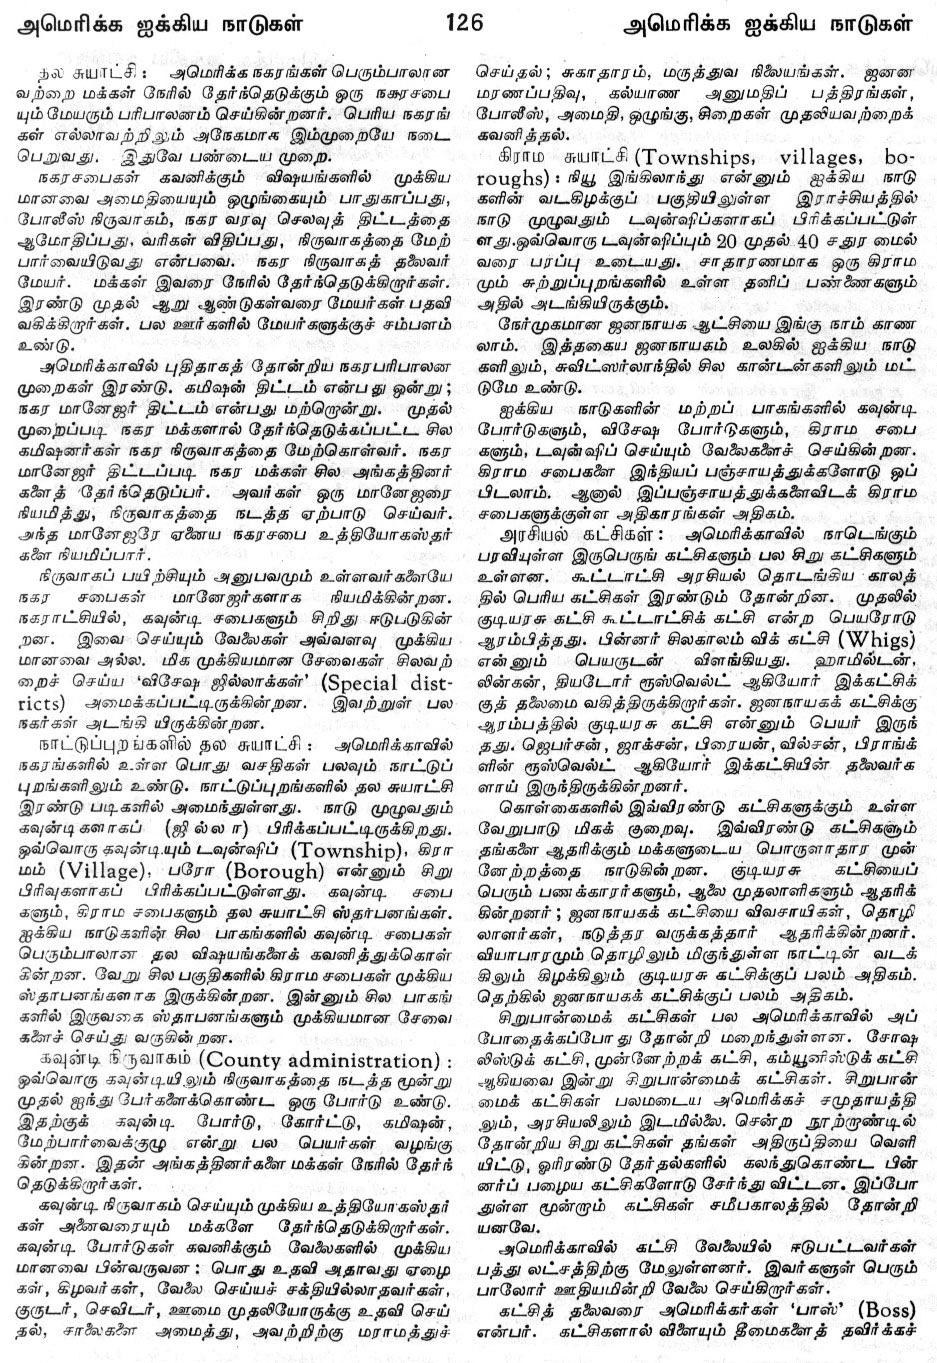 அமெரிக்க ஐக்கிய நாடுகள்
126
அமெரிக்க ஐக்கிய நாடுகள்
தல சுயாட்சி : அமெரிக்க நகரங்கள் பெரும்பாலான
வற்றை மக்கள் நேரில் தேர்ந்தெடுக்கும் ஒரு நகரசபை
யும் மேயரும் பரிபாலனம் செய்கின்றனர். பெரிய நகரங்
கள் எல்லாவற்றிலும் அநேகமாக இம்முறையே நடை
பெறுவது. இதுவே பண்டைய முறை.
நகரசபைகள் கவனிக்கும் விஷயங்களில் முக்கிய
மானவை அமைதியையும் ஒழுங்கையும் பாதுகாப்பது,
போலீஸ் நிருவாகம், நகர வரவு செலவுத் திட்டத்தை
ஆமோதிப்பது, வரிகள் விதிப்பது, நிருவாகத்தை மேற்
பார்வையிடுவது என்பவை. நகர நிருவாகத் தலைவர்
மேயர். மக்கள் இவரை நேரில் தேர்ந்தெடுக்கிறார்கள்.
இரண்டு முதல் ஆறு ஆண்டுகள்வரை மேயர்கள் பதவி
வகிக்கிறார்கள். பல ஊர்களில் மேயர்களுக்குச் சம்பளம்
உண்டு.
அமெரிக்காவில் புதிதாகத் தோன்றிய நகரபரிபாலன
முறைகள் இரண்டு. கமிஷன் திட்டம் என்பது ஒன்று ;
நகர மானேஜர் திட்டம் என்பது மற்றொன்று. முதல்
முறைப்படி நகர மக்களால் தேர்ந்தெடுக்கப்பட்ட சில
கமிஷனர்கள் நகர நிருவாகத்தை மேற்கொள்வர். நகர
மானேஜர் திட்டப்படி நகர மக்கள் சில அங்கத்தினர்
களைத் தேர்ந்தெடுப்பர். அவர்கள் ஒரு மானேஜரை
நியமித்து, நிருவாகத்தை நடத்த ஏற்பாடு செய்வர்.
அந்த மானேஜரே ஏனைய நகரசபை உத்தியோகஸ்தர்
களை நியமிப்பார்.
நிருவாகப் பயிற்சியும் அனுபவமும் உள்ளவர்களையே
நகர சபைகள் மானேஜர்களாக நியமிக்கின்றன.
நகராட்சியில், கவுன்டி சபைகளும் சிறிது ஈடுபடுகின்
றன. இவை செய்யும் வேலைகள் அவ்வளவு முக்கிய
மானவை அல்ல. மிக முக்கியமான சேவைகள் சிலவற்
றைச் செய்ய ‘விசேஷ ஜில்லாக்கள்’ (Special dist-
ricts) அமைக்கப்பட்டிருக்கின்றன. இவற்றுள் பல
நகர்கள் அடங்கி யிருக்கின்றன.
நாட்டுப்புறங்களில் தல சுயாட்சி : அமெரிக்காவில்
நகரங்களில் உள்ள பொது வசதிகள் பலவும் நாட்டுப்
புறங்களிலும் உண்டு. நாட்டுப்புறங்களில் தல சுயாட்சி
இரண்டு படிகளில் அமைந்துள்ளது. நாடு முழுவதும்
கவுன்டிகளாகப் (ஜில்லா) பிரிக்கப்பட்டிருக்கிறது.
ஒவ்வொரு கவுன்டியும் டவுன்ஷிப் (Township), கிரா
மம் (Village), பரோ (Borough) என்னும் சிறு
பிரிவுகளாகப் பிரிக்கப்பட்டுள்ளது. கவுன்டி சபை
களும், கிராம சபைகளும் தல சுயாட்சி ஸ்தாபனங்கள்.
ஐக்கிய நாடுகளின் சில பாகங்களில் கவுன்டி சபைகள்
பெரும்பாலான தல விஷயங்களைக் கவனித்துக்கொள்
கின்றன. வேறு சில பகுதிகளில் கிராம சபைகள் முக்கிய
ஸ்தாபனங்களாக இருக்கின்றன. இன்னும் சில பாகங்
களில் இருவகை ஸ்தாபனங்களும் முக்கியமான சேவை
களைச் செய்து வருகின்றன.
கவுன்டி நிருவாகம் (County administration) :
ஒவ்வொரு கவுன்டியிலும் நிருவாகத்தை நடத்த மூன்று
முதல் ஐந்து பேர்களைக்கொண்ட ஒரு போர்டு உண்டு.
இதற்குக் கவுன்டி போர்டு, கோர்ட்டு, கமிஷன்,
மேற்பார்வைக்குழு என்று பல பெயர்கள் வழங்கு
கின்றன. இதன் அங்கத்தினர்களை மக்கள் நேரில் தேர்ந்
தெடுக்கிறார்கள்.
கவுன்டி நிருவாகம் செய்யும் முக்கிய உத்தியோகஸ்தர்
கள் அனைவரையும் மக்களே தேர்ந்தெடுக்கிறார்கள்.
கவுன்டி போர்டுகள் கவனிக்கும் வேலைகளில் முக்கிய
மானவை பின்வருவன : பொது உதவி அதாவது ஏழை
கள், கிழவர்கள், வேலை செய்யச் சக்தியில்லாதவர்கள்,
குருடர், செவிடர், ஊமை முதலியோருக்கு உதவி செய்
தல், சாலைகளை அமைத்து, அவற்றிற்கு மராமத்துச்
செய்தல் ; சுகாதாரம், மருத்துவ நிலையங்கள். ஜனன
மரணப்பதிவு, கல்யாண அனுமதிப் பத்திரங்கள்,
போலீஸ், அமைதி, ஒழுங்கு, சிறைகள் முதலியவற்றைக்
கவனித்தல்.
கிராம சுயாட்சி (Townships, villages, bo-
roughs) : நியூ இங்கிலாந்து என்னும் ஐக்கிய நாடு
களின் வடகிழக்குப் பகுதியிலுள்ள இராச்சியத்தில்
நாடு முழுவதும் டவுன்ஷிப்களாகப் பிரிக்கப்பட்டுள்
ளது. ஒவ்வொரு டவுன்ஷிப்பும் 20 முதல் 40 சதுர மைல்
வரை பரப்பு உடையது. சாதாரணமாக ஒரு கிராம
மும் சுற்றுப்புறங்களில் உள்ள தனிப் பண்ணைகளும்
அதில் அடங்கியிருக்கும்.
நேர்முகமான ஜனநாயக ஆட்சியை இங்கு நாம் காண
லாம். இத்தகைய ஜனநாயகம் உலகில் ஐக்கிய நாடு
களிலும், சுவிட்ஸர்லாந்தில் சில கான்டன்களிலும் மட்
டுமே உண்டு.
ஐக்கிய நாடுகளின் மற்றப் பாகங்களில் கவுன்டி
போர்டுகளும், விசேஷ போர்டுகளும், கிராம சபை
களும், டவுன்ஷிப் செய்யும் வேலைகளைச் செய்கின்றன.
கிராம சபைகளை இந்தியப் பஞ்சாயத்துக்களோடு ஒப்
பிடலாம். ஆனால் இப்பஞ்சாயத்துக்களைவிடக் கிராம
சபைகளுக்குள்ள அதிகாரங்கள் அதிகம்.
அரசியல் கட்சிகள் : அமெரிக்காவில் நாடெங்கும்
பரவியுள்ள இருபெருங் கட்சிகளும் பல சிறு கட்சிகளும்
உள்ளன. கூட்டாட்சி அரசியல் தொடங்கிய காலத்
தில் பெரிய கட்சிகள் இரண்டும் தோன்றின. முதலில்
குடியரசு கட்சி கூட்டாட்சிக் கட்சி என்ற பெயரோடு
ஆரம்பித்தது. பின்னர் சிலகாலம் விக் கட்சி (Whigs)
என்னும் பெயருடன் விளங்கியது. ஹாமில்டன்,
லின்கன், தியடோர் ரூஸ்வெல்ட் ஆகியோர் இக்கட்சிக்
குத் தலைமை வகித்திருக்கிறார்கள். ஜனநாயகக் கட்சிக்கு
ஆரம்பத்தில் குடியரசு கட்சி என்னும் பெயர் இருந்
தது. ஜெபர்சன், ஜாக்சன், பிரையன், வில்சன், பிராங்க்
ளின் ரூஸ்வெல்ட் ஆகியோர் இக்கட்சியின் தலைவர்க
ளாய் இருந்திருக்கின்றனர்.
கொள்கைகளில் இவ்விரண்டு கட்சிகளுக்கும் உள்ள
வேறுபாடு மிகக் குறைவு. இவ்விரண்டு கட்சிகளும்
தங்களை ஆதரிக்கும் மக்களுடைய பொருளாதார முன்
னேற்றத்தை நாடுகின்றன. குடியரசு கட்சியைப்
பெரும் பணக்காரர்களும், ஆலை முதலாளிகளும் ஆதரிக்
கின்றனர் ; ஜனநாயகக் கட்சியை விவசாயிகள், தொழி
லாளர்கள், நடுத்தர வருக்கத்தார் ஆதரிக்கின்றனர்.
வியாபாரமும் தொழிலும் மிகுந்துள்ள நாட்டின் வடக்
கிலும் கிழக்கிலும் குடியரசு கட்சிக்குப் பலம் அதிகம்.
தெற்கில் ஜனநாயகக் கட்சிக்குப் பலம் அதிகம்.
சிறுபான்மைக் கட்சிகள் பல அமெரிக்காவில் அப்
போதைக்கப்போது தோன்றி மறைந்துள்ளன. சோஷ
லிஸ்டுக் கட்சி, முன்னேற்றக் கட்சி, கம்யூனிஸ்டுக் கட்சி
ஆகியவை இன்று சிறுபான்மைக் கட்சிகள். சிறுபான்
மைக் கட்சிகள் பலமடைய அமெரிக்கச் சமுதாயத்தி
லும், அரசியலிலும் இடமில்லை. சென்ற நூற்றாண்டில்
தோன்றிய சிறு கட்சிகள் தங்கள் அதிருப்தியை வெளி
யிட்டு, ஓரிரண்டு தேர்தல்களில் கலந்துகொண்ட பின்
னர்ப் பழைய கட்சிகளோடு சேர்ந்து விட்டன. இப்போ
துள்ள மூன்றும் கட்சிகள் சமீபகாலத்தில் தோன்றி
யனவே.
அமெரிக்காவில் கட்சி வேலையில் ஈடுபட்டவர்கள்
பத்து லட்சத்திற்கு மேலுள்ளனர். இவர்களுள் பெரும்
பாலோர் ஊதியமின்றி வேலை செய்கிறார்கள்.
கட்சித் தலைவரை அமெரிக்கர்கள் ‘பாஸ்’ (Boss)
என்பர். கட்சிகளால் விளையும் தீமைகளைத் தவிர்க்கச்